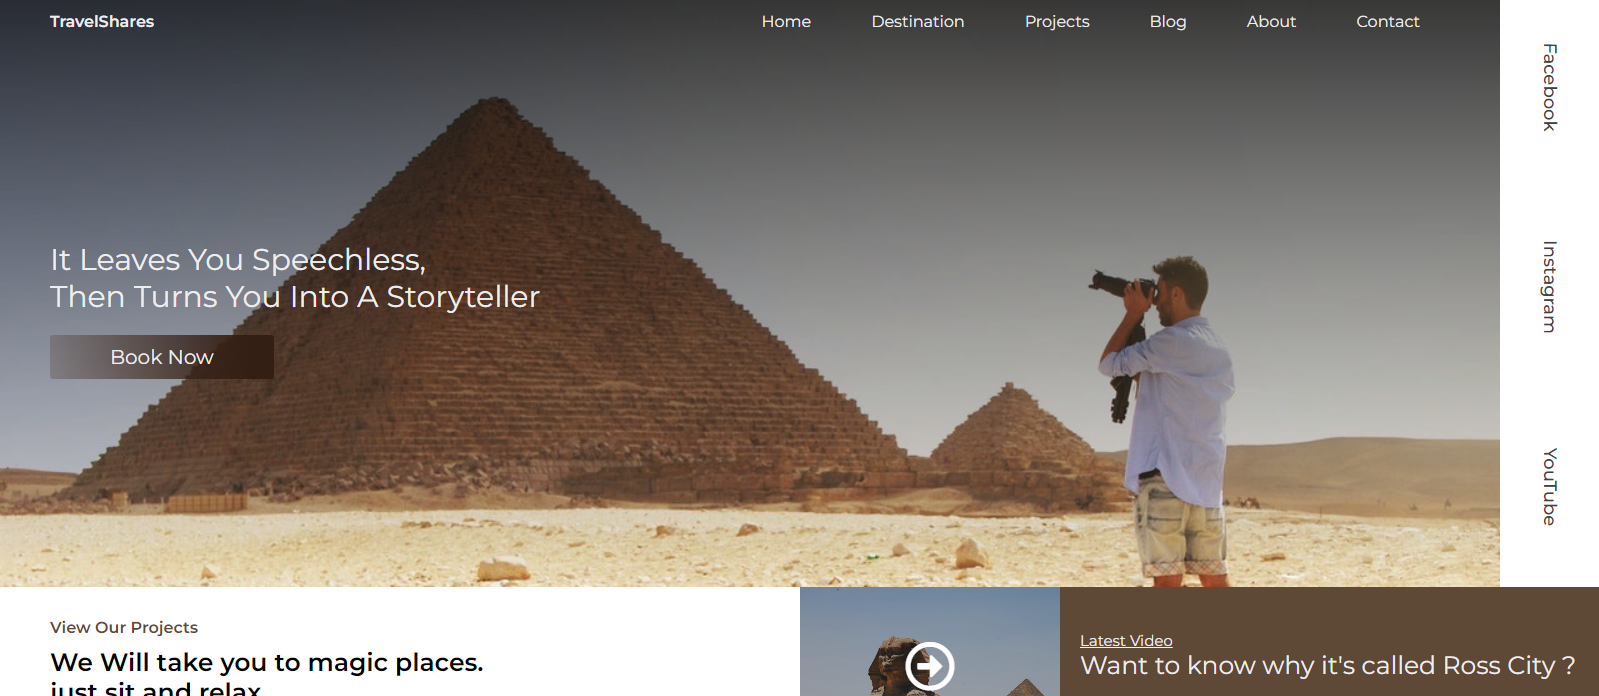 TravelShares
Home
Destination
Projects
Blog
About
Contact
Facebook
Instagram
YouTube
It Leaves You Speechless,
Then Turns You Into A Storyteller
Book Now
View Our Projects
We Will take you to magic places.
just sit and relax
Latest Video
Want to know why it's called Ross City ?